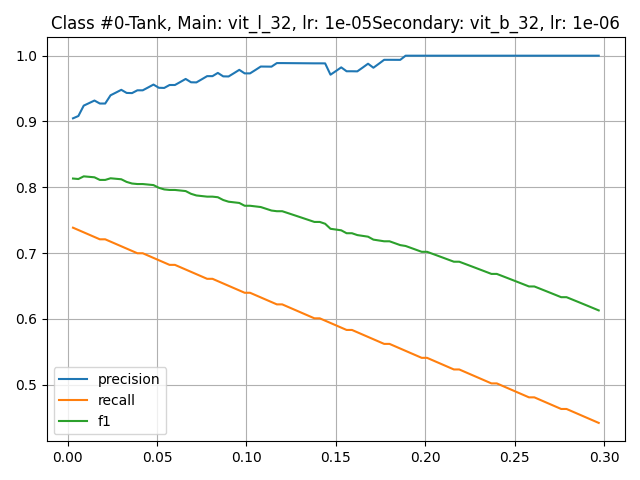 Class #0-Tank, Main: vit_l_32, lr: 1e-05Secondary: vit_b_32, lr: 1e-06
1.0
0.9
0.8
0.7
0.6
0.5
precision
recall
f1
0.00 0.05 0.10 0.15 0.20 0.25 0.30